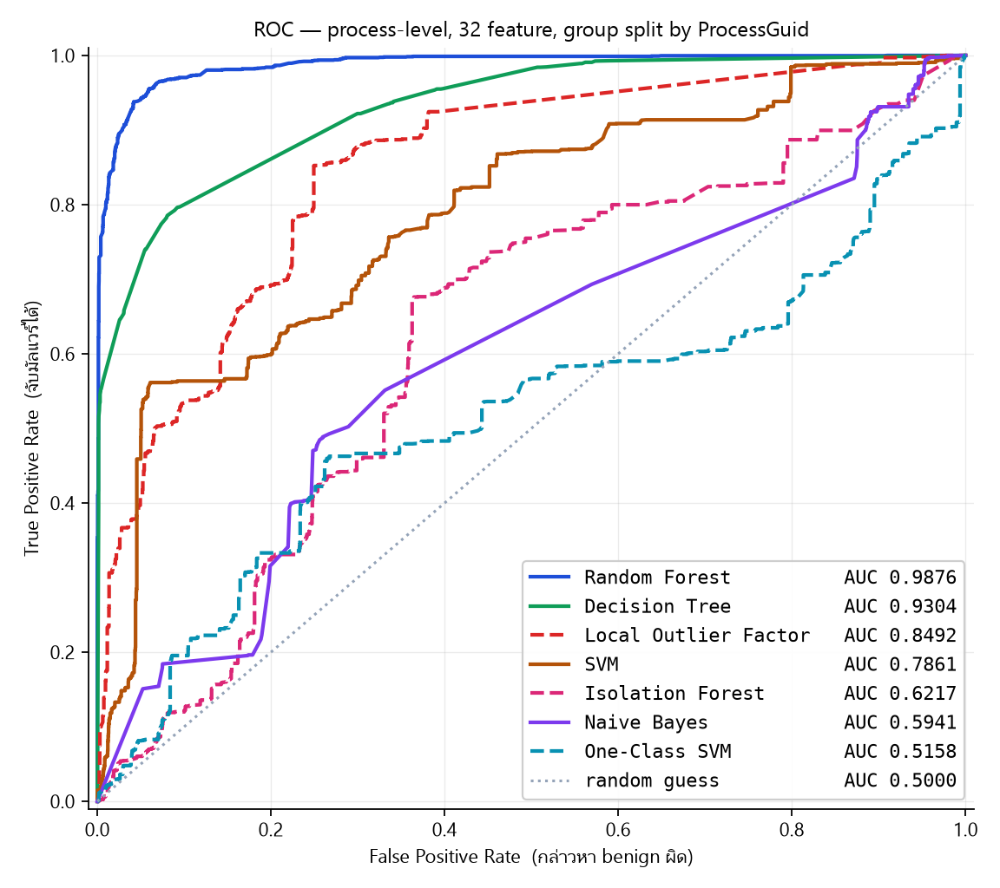 ROC — process-level, 32 feature, group split by ProcessGuid
True Positive Rate (จับมัลแวร์ได้)
1.0
0.8
0.6
0.4
0.2
0.0
Random Forest AUC 0.9876
Decision Tree AUC 0.9304
Local Outlier Factor AUC 0.8492
SVM AUC 0.7861
Isolation Forest AUC 0.6217
Naive Bayes AUC 0.5941
One-Class SVM AUC 0.5158
random guess AUC 0.5000
0.0 0.2 0.4 0.6 0.8 1.0
False Positive Rate (กล่าวหา benign ผิด)